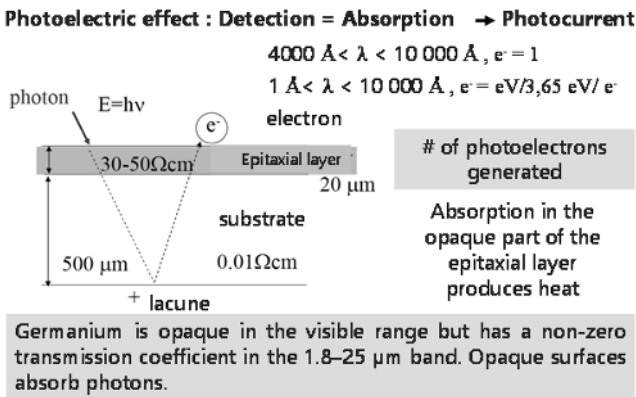 Photoelectric effect : Detection = Absorption → Photocurrent
4000 Å< λ < 10 000 Å , e⁻ = 1
1 Å< λ < 10 000 Å , e⁻= eV/3,65 eV/ e⁻
photon
E=hν
e⁻
electron
30-50Ωcm
Epitaxial layer
20 µm
# of photoelectrons
generated
substrate
500 µm
0.01Ωcm
Absorption in the
opaque part of the
epitaxial layer
produces heat
+ lacune
Germanium is opaque in the visible range but has a non-zero
transmission coefficient in the 1.8–25 µm band. Opaque surfaces
absorb photons.